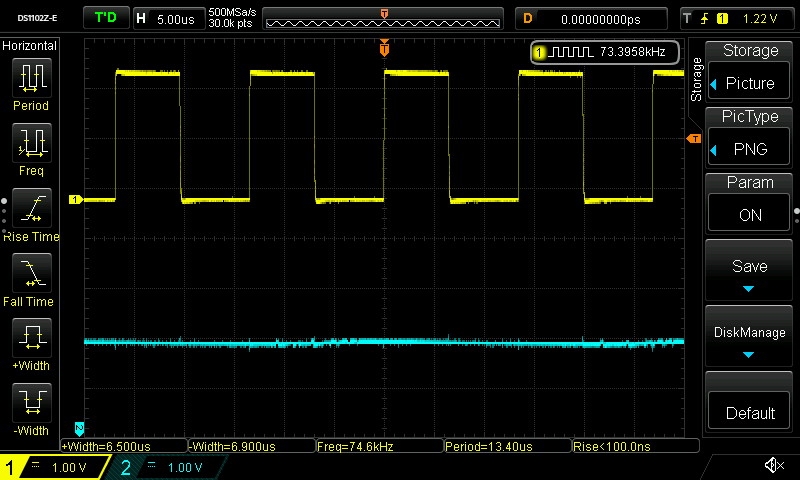 DS1102Z-E T'D H 5.00us 500MSa/s 30.0k pts T D 0.00000000ps T 1 1.22 V
Horizontal
Period
Freq
Rise Time
Fall Time
+Width
-Width
T
1 73.3958kHz
1
T
2
Storage
Storage
Picture
PicType
PNG
Param
ON
Save
DiskManage
Default
+Width=6.500us -Width=6.900us Freq=74.6kHz Period=13.40us Rise<100.0ns
1 1.00 V 2 1.00 V